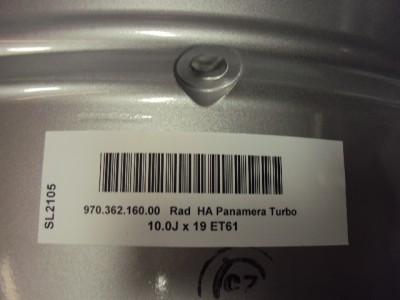 SL2105
970.362.160.00 Rad HA Panamera Turbo
10.0J x 19 ET61